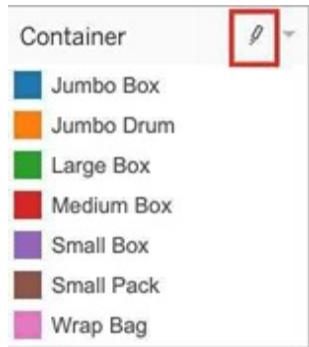 Container
Jumbo Box
Jumbo Drum
Large Box
Medium Box
Small Box
Small Pack
Wrap Bag